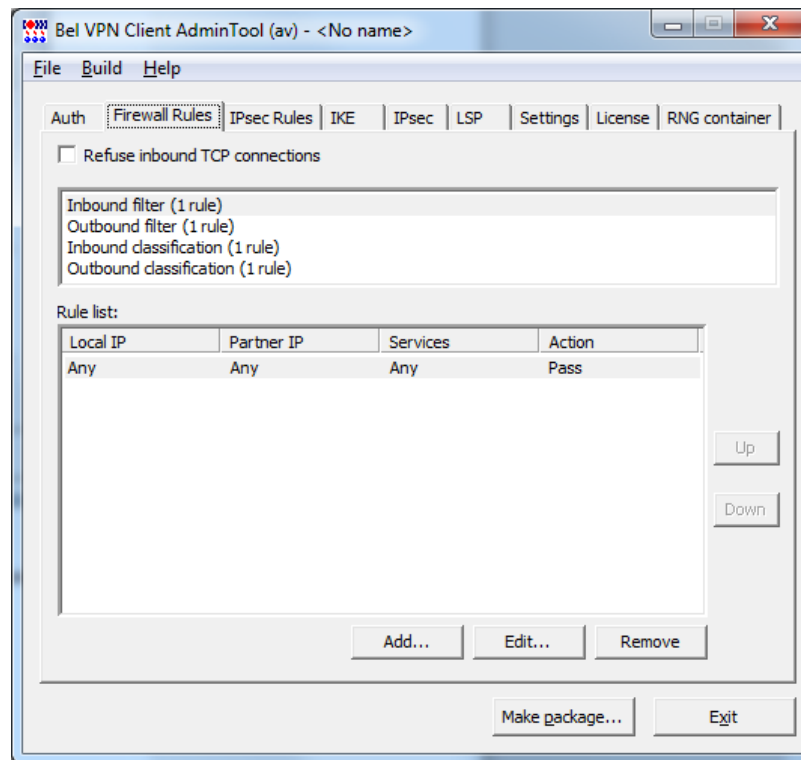 Bel VPN Client AdminTool (av) - <No name>
File Build Help
Auth Firewall Rules IPsec Rules IKE IPsec LSP Settings License RNG container
Refuse inbound TCP connections
Inbound filter (1 rule)
Outbound filter (1 rule)
Inbound classification (1 rule)
Outbound classification (1 rule)
Rule list:
Local IP Partner IP Services Action
Any Any Any Pass
Up
Down
Add... Edit... Remove
Make package... Exit